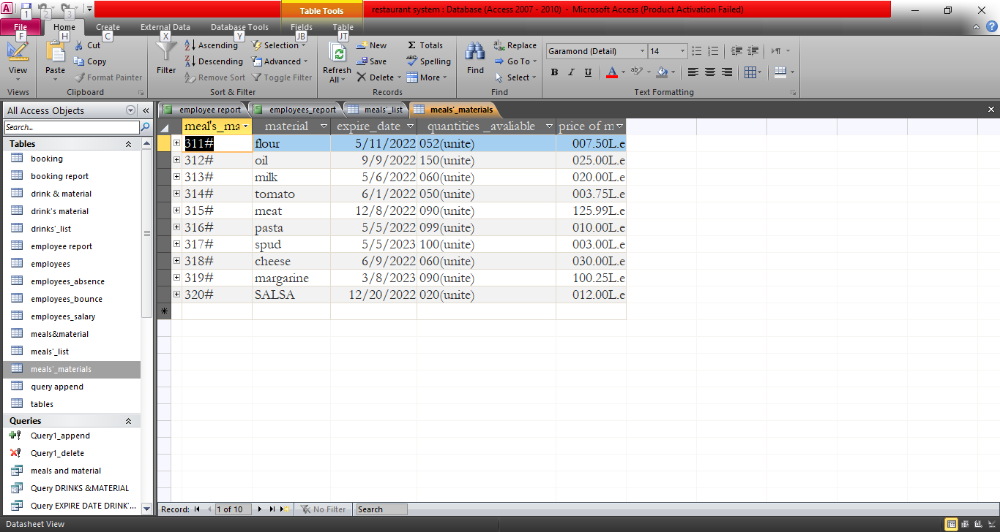 A 1 2 3
Table Tools
restaurant system : Database (Access 2007 - 2010) - Microsoft Access (Product Activation Failed)
File Home Create External Data Database Tools Fields Table
F H C X Y JB JT
View
Views
Paste
Cut
Copy
Format Painter
Clipboard
Filter
Ascending
Descending
Remove Sort
Selection
Advanced
Toggle Filter
Sort & Filter
Refresh All
New
Save
Delete
Totals
Spelling
More
Records
Find
Replace
Go To
Select
Find
Garamond (Detail) 14
B I U A
Text Formatting
All Access Objects «
Search...
Tables
booking
booking report
drink & material
drink's material
drinks'_list
employee report
employees
employees_absence
employees_bounce
employees_salary
meals&material
meals'_list
meals'_materials
query append
tables
Queries
Query1_append
Query1_delete
meals and material
Query DRINKS &MATERIAL
Query EXPIRE DATE DRINK'...
employee report employees_report meals'_list meals'_materials
meal's_ma material expire_date quantities _avaliable price of m
311# flour 5/11/2022 052(unite) 007.50L.e
312# oil 9/9/2022 150(unite) 025.00L.e
313# milk 5/6/2022 060(unite) 020.00L.e
314# tomato 6/1/2022 050(unite) 003.75L.e
315# meat 12/8/2022 090(unite) 125.99L.e
316# pasta 5/5/2022 099(unite) 010.00L.e
317# spud 5/5/2023 100(unite) 003.00L.e
318# cheese 6/9/2022 060(unite) 030.00L.e
319# margarine 3/8/2023 090(unite) 100.25L.e
320# SALSA 12/20/2022 020(unite) 012.00L.e
Record: 1 of 10 No Filter Search
Datasheet View